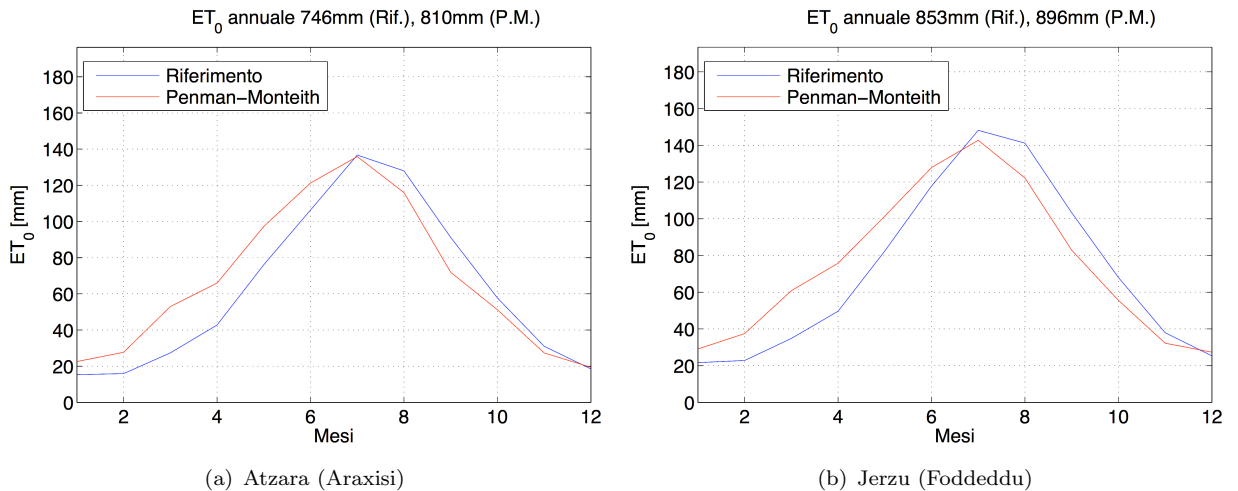 ET0 annuale 746mm (Rif.), 810mm (P.M.)
Riferimento
Penman−Monteith
ET0 [mm]
180
160
140
120
100
80
60
40
20
0
2 4 6 8 10 12
Mesi
(a) Atzara (Araxisi)
ET0 annuale 853mm (Rif.), 896mm (P.M.)
Riferimento
Penman−Monteith
ET0 [mm]
180
160
140
120
100
80
60
40
20
0
2 4 6 8 10 12
Mesi
(b) Jerzu (Foddeddu)